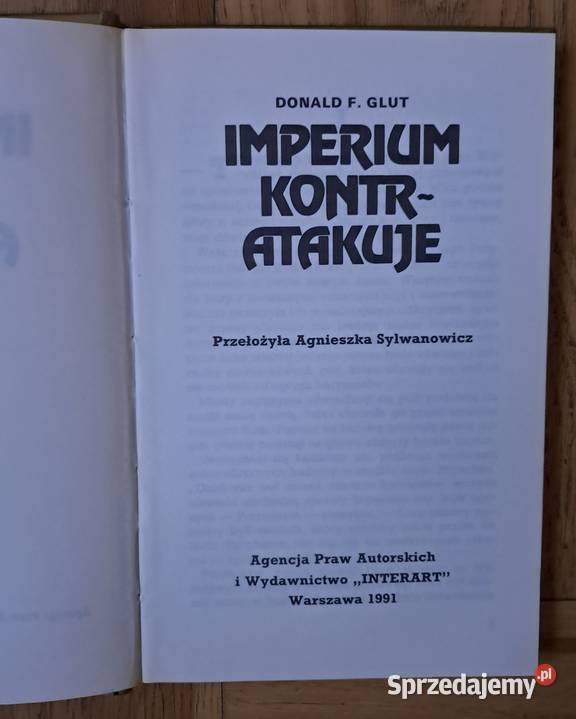 DONALD F. GLUT
IMPERIUM
KONTR-
ATAKUJE
Przełożyła Agnieszka Sylwanowicz
Agencja Praw Autorskich
i Wydawnictwo „INTERART”
Warszawa 1991
Sprzedajemy.pl